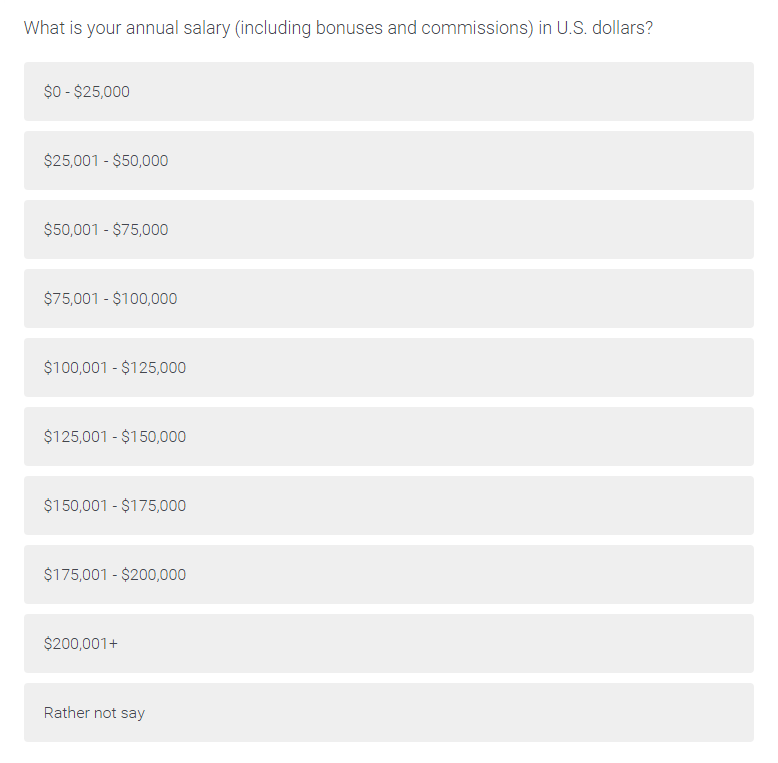 What is your annual salary (including bonuses and commissions) in U.S. dollars?
$0 - $25,000
$25,001 - $50,000
$50,001 - $75,000
$75,001 - $100,000
$100,001 - $125,000
$125,001 - $150,000
$150,001 - $175,000
$175,001 - $200,000
$200,001+
Rather not say